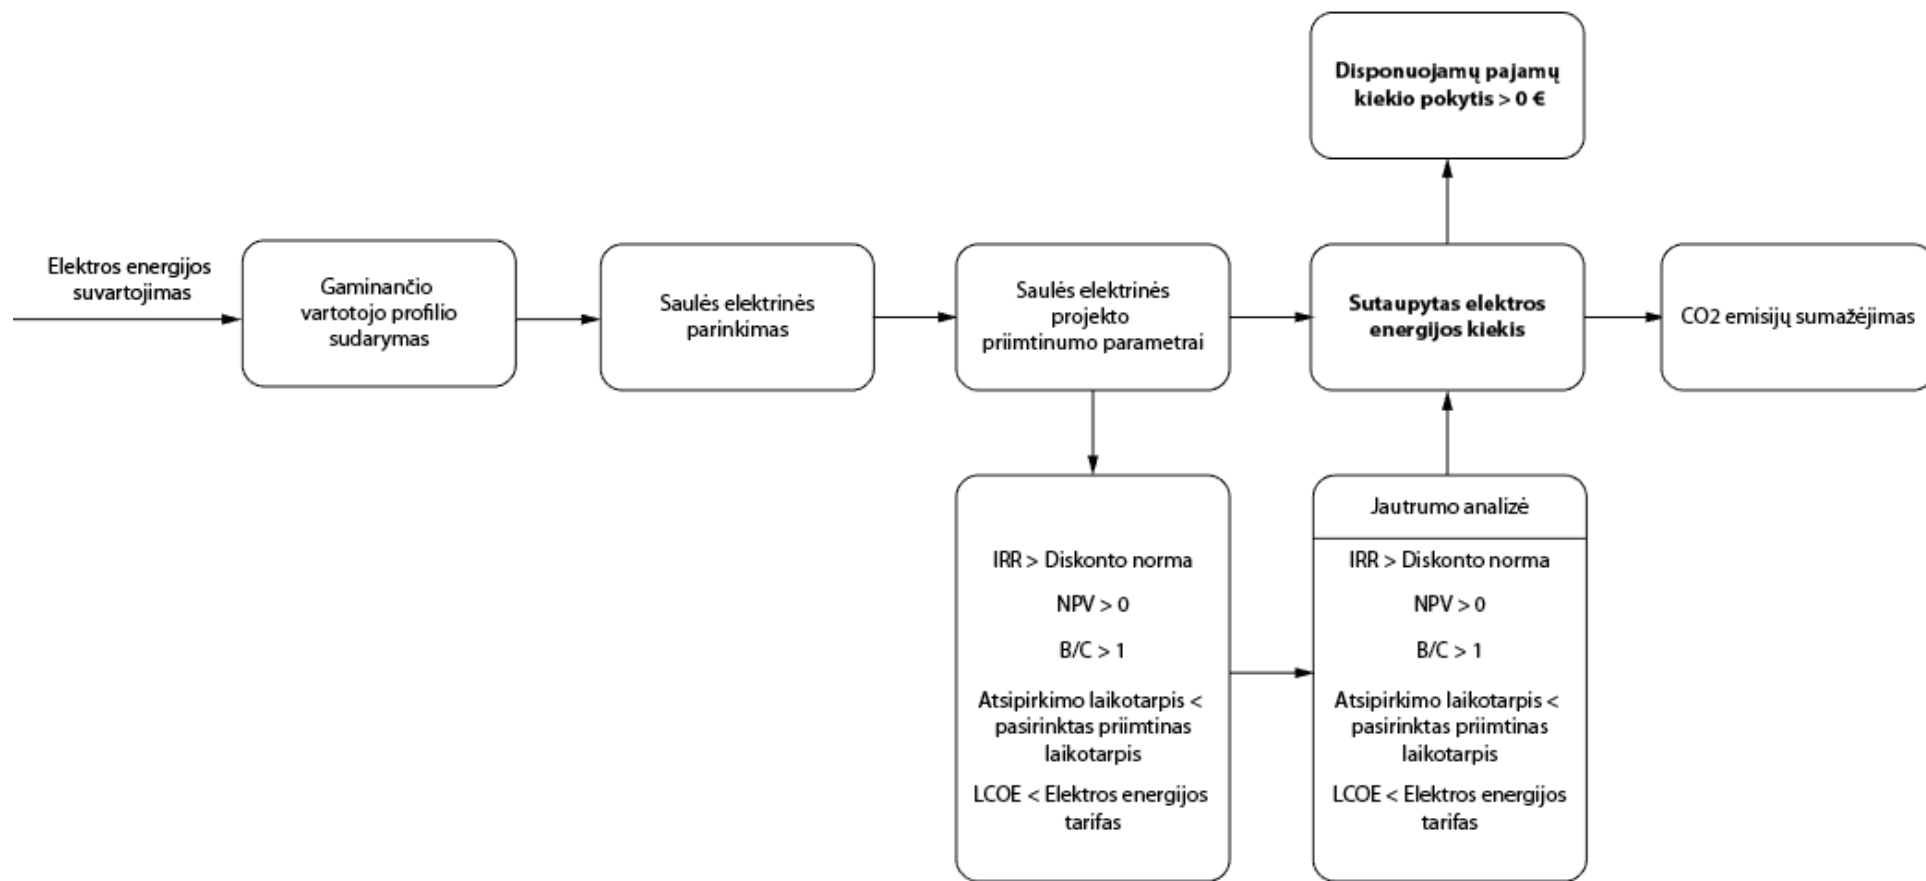 Disponuojamų pajamų
kiekio pokytis > 0 €
Elektros energijos
suvartojimas
Gaminančio
vartotojo profilio
sudarymas
Saulės elektrinės
parinkimas
Saulės elektrinės
projekto
priimtinumo parametrai
Sutaupytas elektros
energijos kiekis
CO2 emisijų sumažėjimas
IRR > Diskonto norma
NPV > 0
B/C > 1
Atsipirkimo laikotarpis <
pasirinktas priimtinas
laikotarpis
LCOE < Elektros energijos
tarifas
Jautrumo analizė
IRR > Diskonto norma
NPV > 0
B/C > 1
Atsipirkimo laikotarpis <
pasirinktas priimtinas
laikotarpis
LCOE < Elektros energijos
tarifas